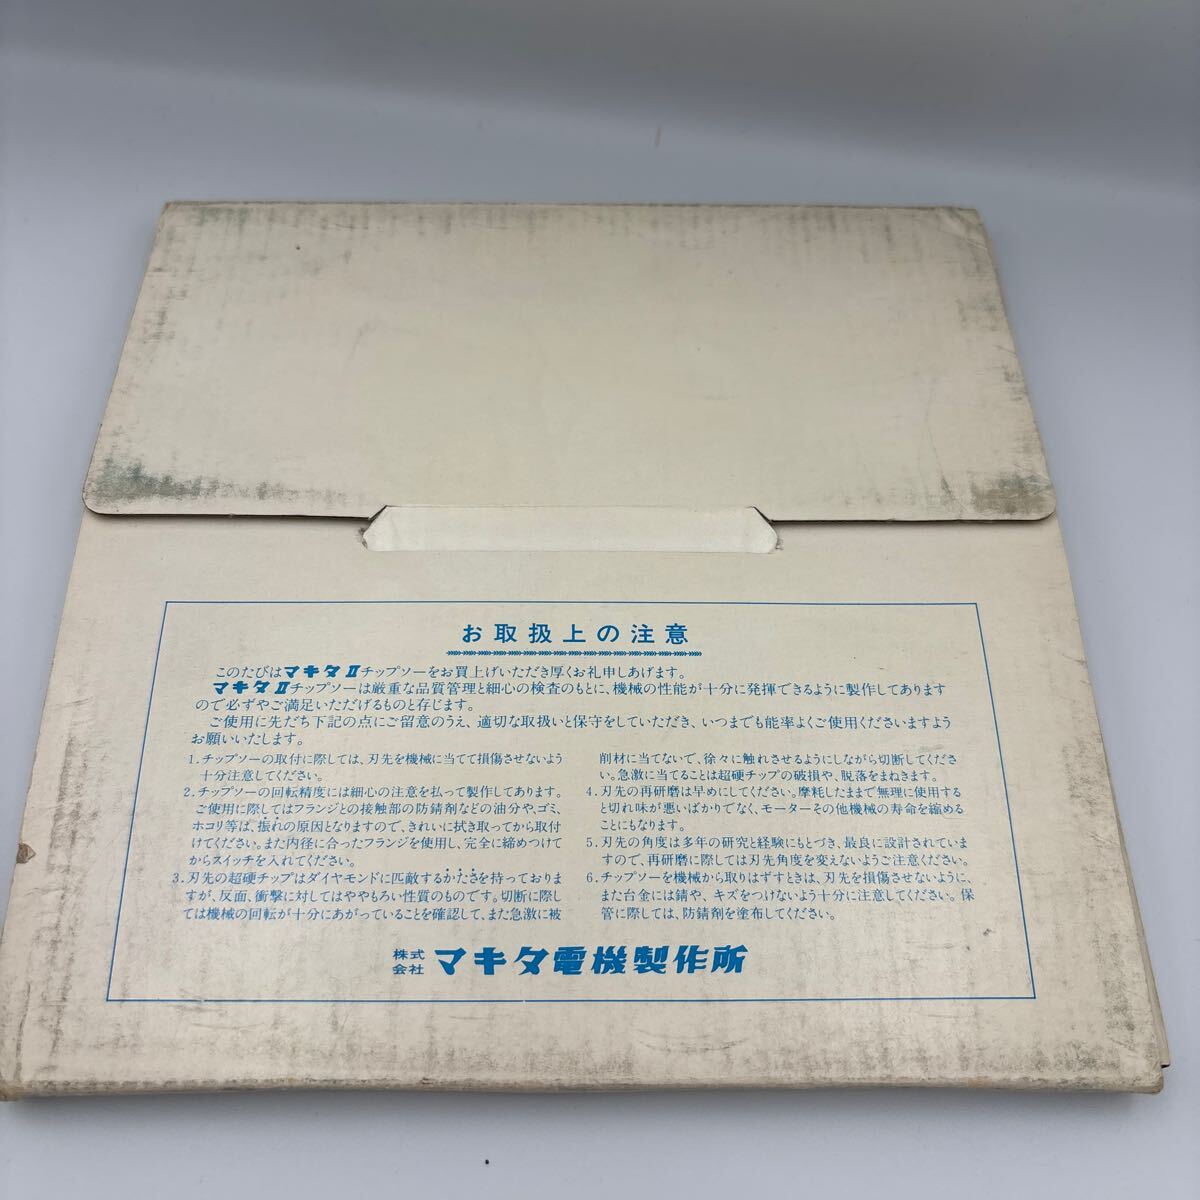 お取扱上の注意
このたびはマキタⅡチップソーをお買上げいただき厚くお礼申しあげます。
マキタⅡチップソーは厳重な品質管理と細心の検査のもとに、機械の性能が十分に発揮できるように製作してあります
ので必ずやご満足いただけるものと存じます。
ご使用に先だち下記の点にご留意のうえ、適切な取扱いと保守をしていただき、いつまでも能率よくご使用くださいますよう
お願いいたします。
1. チップソーの取付に際しては、刃先を機械に当てて損傷させないよう
十分注意してください。
2. チップソーの回転精度には細心の注意を払って製作してあります。
ご使用に際してはフランジとの接触部の防錆剤などの油分や、ゴミ、
ホコリ等は、振れの原因となりますので、きれいに拭き取ってから取付
けてください。また内径に合ったフランジを使用し、完全に締めつけて
からスイッチを入れてください。
3. 刃先の超硬チップはダイヤモンドに匹敵するかたさを持っておりま
すが、反面、衝撃に対してはややもろい性質のものです。切断に際し
ては機械の回転が十分にあがっていることを確認して、また急激に被
削材に当てないで、徐々に触れさせるようにしながら切断してくださ
い。急激に当てることは超硬チップの破損や、脱落をまねきます。
4. 刃先の再研磨は早めにしてください。摩耗したままで無理に使用する
と切れ味が悪いばかりでなく、モーターその他機械の寿命を縮める
ことにもなります。
5. 刃先の角度は多年の研究と経験にもとづき、最良に設計されていま
すので、再研磨に際しては刃先角度を変えないようご注意ください。
6. チップソーを機械から取りはずすときは、刃先を損傷させないように、
また台金には錆や、キズをつけないよう十分に注意してください。保
管に際しては、防錆剤を塗布してください。
株式会社 マキタ電機製作所